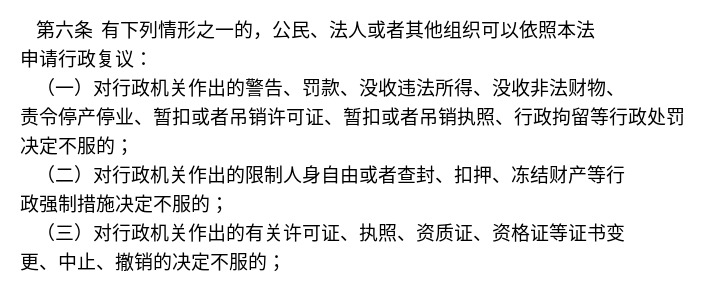 第六条 有下列情形之一的，公民、法人或者其他组织可以依照本法
申请行政复议：
（一）对行政机关作出的警告、罚款、没收违法所得、没收非法财物、
责令停产停业、暂扣或者吊销许可证、暂扣或者吊销执照、行政拘留等行政处罚
决定不服的；
（二）对行政机关作出的限制人身自由或者查封、扣押、冻结财产等行
政强制措施决定不服的；
（三）对行政机关作出的有关许可证、执照、资质证、资格证等证书变
更、中止、撤销的决定不服的；